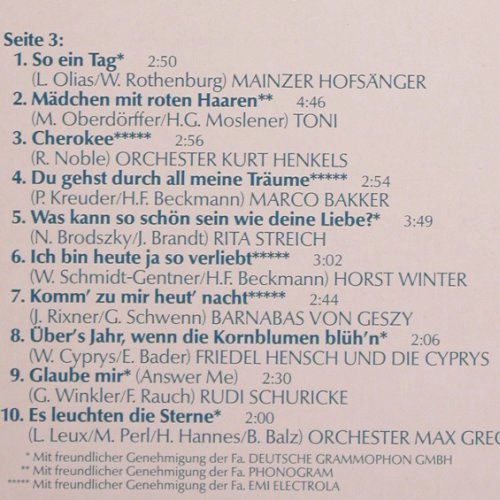 Seite 3:
1. So ein Tag* 2:50
(L. Olias/W. Rothenburg) MAINZER HOFSÄNGER
2. Mädchen mit roten Haaren** 4:46
(M. Oberdörffer/H.G. Moslener) TONI
3. Cherokee***** 2:56
(R. Noble) ORCHESTER KURT HENKELS
4. Du gehst durch all meine Träume***** 2:54
(P. Kreuder/H.F. Beckmann) MARCO BAKKER
5. Was kann so schön sein wie deine Liebe?* 3:49
(N. Brodszky/J. Brandt) RITA STREICH
6. Ich bin heute ja so verliebt***** 3:02
(W. Schmidt-Gentner/H.F. Beckmann) HORST WINTER
7. Komm' zu mir heut' nacht***** 2:44
(J. Rixner/G. Schwenn) BARNABAS VON GESZY
8. Über's Jahr, wenn die Kornblumen blüh'n* 2:06
(W. Cyprys/E. Bader) FRIEDEL HENSCH UND DIE CYPRYS
9. Glaube mir* (Answer Me) 2:30
(G. Winkler/F. Rauch) RUDI SCHURICKE
10. Es leuchten die Sterne* 2:00
(L. Leux/M. Perl/H. Hannes/B. Balz) ORCHESTER MAX GREG
* Mit freundlicher Genehmigung der Fa. DEUTSCHE GRAMMOPHON GMBH
** Mit freundlicher Genehmigung der Fa. PHONOGRAM
***** Mit freundlicher Genehmigung der Fa. EMI ELECTROLA